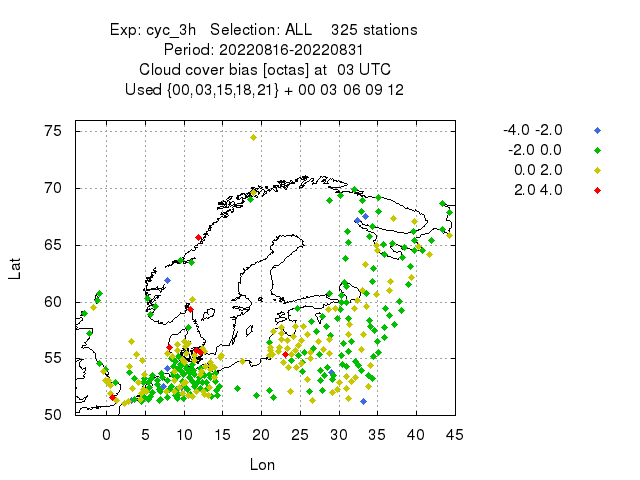 Exp: cyc_3h   Selection: ALL    325 stations
Period: 20220816-20220831
Cloud cover bias [octas] at  03 UTC
Used {00,03,15,18,21} + 00 03 06 09 12
-4.0 -2.0
-2.0 0.0
0.0 2.0
2.0 4.0
75
70
65
60
55
50
Lat
0 5 10 15 20 25 30 35 40 45
Lon